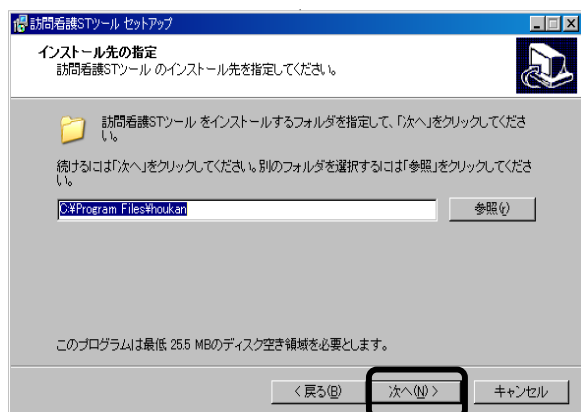 訪問看護STツール セットアップ
インストール先の指定
訪問看護STツール のインストール先を指定してください。
訪問看護STツール をインストールするフォルダを指定して、「次へ」をクリックしてくださ
い。
続けるには「次へ」をクリックしてください。別のフォルダを選択するには「参照」をクリックしてくださ
い。
C:¥Program Files¥houkan
参照(r)
このプログラムは最低 25.5 MBのディスク空き領域を必要とします。
< 戻る(B)
次へ(N) >
キャンセル